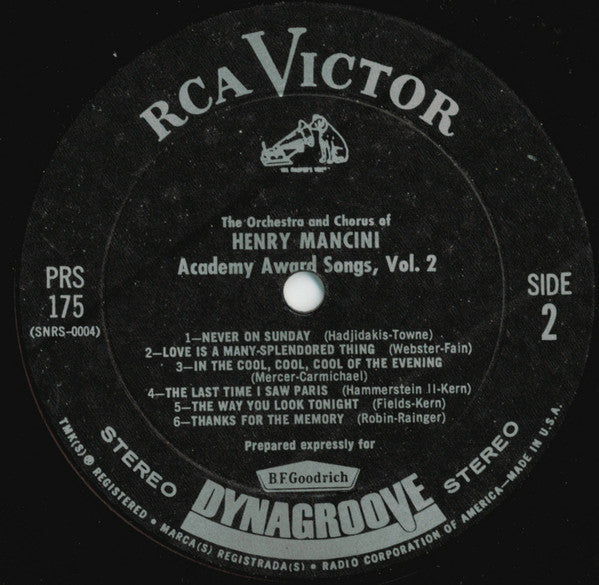 RCA VICTOR
"HIS MASTER'S VOICE"
The Orchestra and Chorus of
HENRY MANCINI
Academy Award Songs, Vol. 2
PRS
175
(SNRS-0004)
SIDE
2
1—NEVER ON SUNDAY (Hadjidakis-Towne)
2—LOVE IS A MANY-SPLENDORED THING (Webster-Fain)
3—IN THE COOL, COOL, COOL OF THE EVENING
(Mercer-Carmichael)
4—THE LAST TIME I SAW PARIS (Hammerstein II-Kern)
5—THE WAY YOU LOOK TONIGHT (Fields-Kern)
6—THANKS FOR THE MEMORY (Robin-Rainger)
Prepared expressly for
B.F.Goodrich
STEREO DYNAGROOVE STEREO
TMK(S) ® REGISTERED • MARCA(S) REGISTRADA(S) • RADIO CORPORATION OF AMERICA—MADE IN U.S.A.